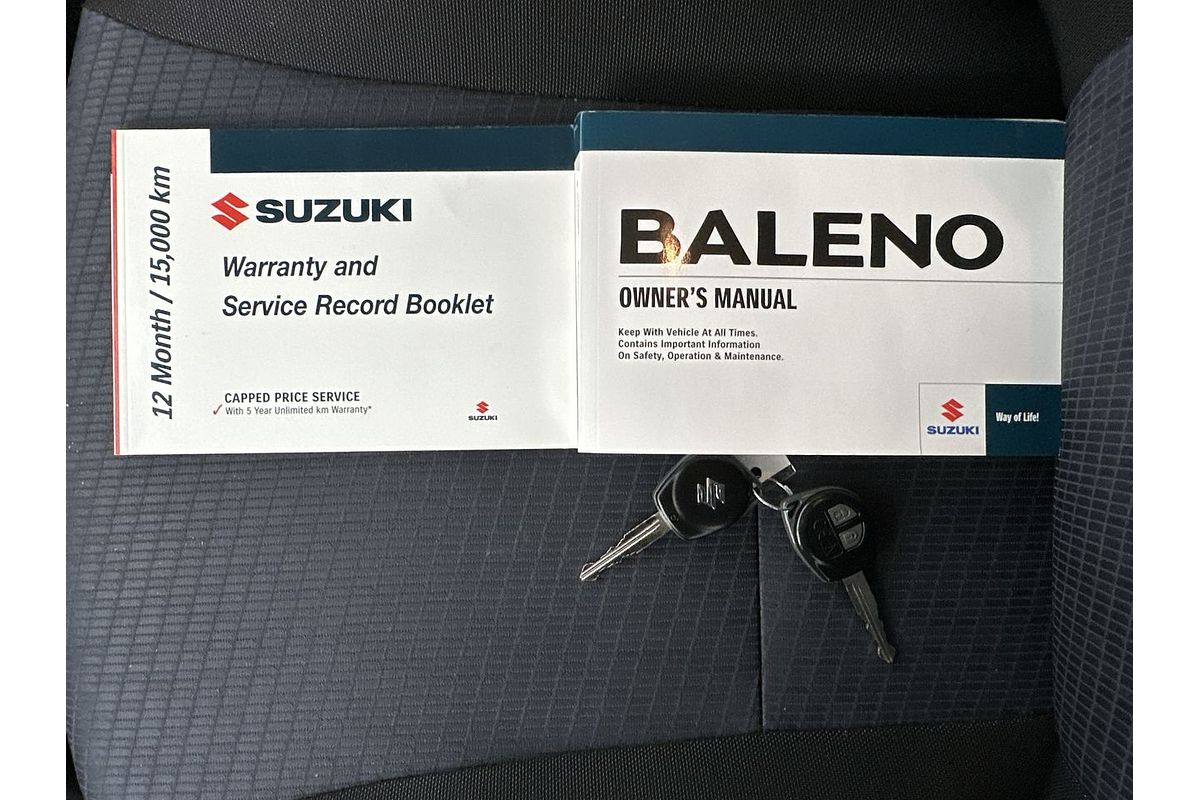 12 Month / 15,000 km
SUZUKI
Warranty and
Service Record Booklet
CAPPED PRICE SERVICE
With 5 Year Unlimited km Warranty*
SUZUKI
BALENO
OWNER'S MANUAL
Keep With Vehicle At All Times.
Contains Important Information
On Safety, Operation & Maintenance.
SUZUKI
Way of Life!